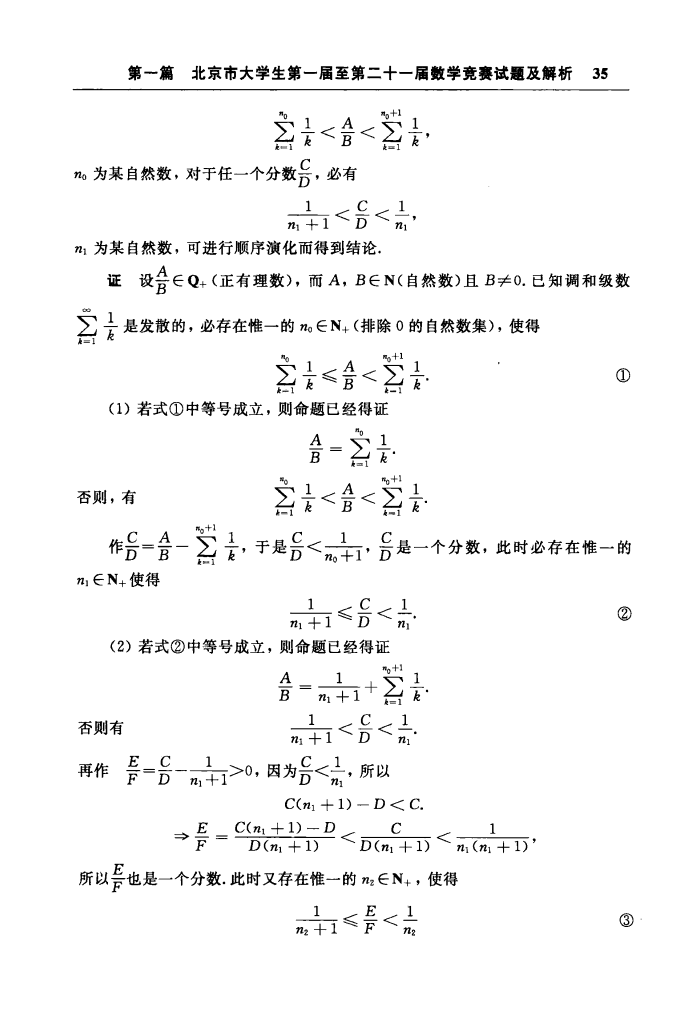 第一篇 北京市大学生第一届至第二十一届数学竞赛试题及解析 35
$\sum_{k=1}^{n_0} \frac{1}{k} < \frac{A}{B} < \sum_{k=1}^{n_0+1} \frac{1}{k}$,
$n_0$ 为某自然数，对于任一个分数$\frac{C}{D}$，必有
$\frac{1}{n_1+1} < \frac{C}{D} < \frac{1}{n_1}$,
$n_1$ 为某自然数，可进行顺序演化而得到结论.
证 设$\frac{A}{B} \in \mathbf{Q}_+$(正有理数)，而 $A, B \in \mathbf{N}$(自然数)且 $B \neq 0$. 已知调和级数
$\sum_{k=1}^{\infty} \frac{1}{k}$ 是发散的，必存在惟一的 $n_0 \in \mathbf{N}_+$(排除 0 的自然数集)，使得
$\sum_{k=1}^{n_0} \frac{1}{k} \leqslant \frac{A}{B} < \sum_{k=1}^{n_0+1} \frac{1}{k}$. ①
(1) 若式①中等号成立，则命题已经得证
$\frac{A}{B} = \sum_{k=1}^{n_0} \frac{1}{k}$.
否则，有 $\sum_{k=1}^{n_0} \frac{1}{k} < \frac{A}{B} < \sum_{k=1}^{n_0+1} \frac{1}{k}$.
作$\frac{C}{D} = \frac{A}{B} - \sum_{k=1}^{n_0+1} \frac{1}{k}$，于是$\frac{C}{D} < \frac{1}{n_0+1}$，$\frac{C}{D}$是一个分数，此时必存在惟一的
$n_1 \in \mathbf{N}_+$ 使得
$\frac{1}{n_1+1} \leqslant \frac{C}{D} < \frac{1}{n_1}$. ②
(2) 若式②中等号成立，则命题已经得证
$\frac{A}{B} = \frac{1}{n_1+1} + \sum_{k=1}^{n_0+1} \frac{1}{k}$.
否则有 $\frac{1}{n_1+1} < \frac{C}{D} < \frac{1}{n_1}$.
再作 $\frac{E}{F} = \frac{C}{D} - \frac{1}{n_1+1} > 0$，因为$\frac{C}{D} < \frac{1}{n_1}$，所以
$C(n_1+1) - D < C$.
$\Rightarrow \frac{E}{F} = \frac{C(n_1+1)-D}{D(n_1+1)} < \frac{C}{D(n_1+1)} < \frac{1}{n_1(n_1+1)}$,
所以$\frac{E}{F}$也是一个分数. 此时又存在惟一的 $n_2 \in \mathbf{N}_+$，使得
$\frac{1}{n_2+1} \leqslant \frac{E}{F} < \frac{1}{n_2}$ ③